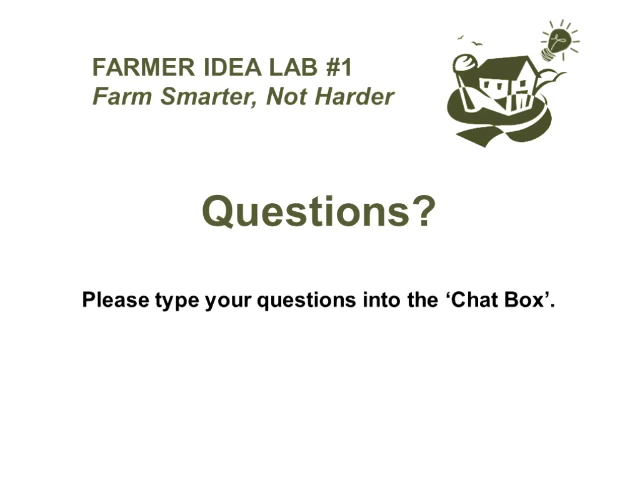 FARMER IDEA LAB #1
Farm Smarter, Not Harder
Questions?
Please type your questions into the ‘Chat Box’.